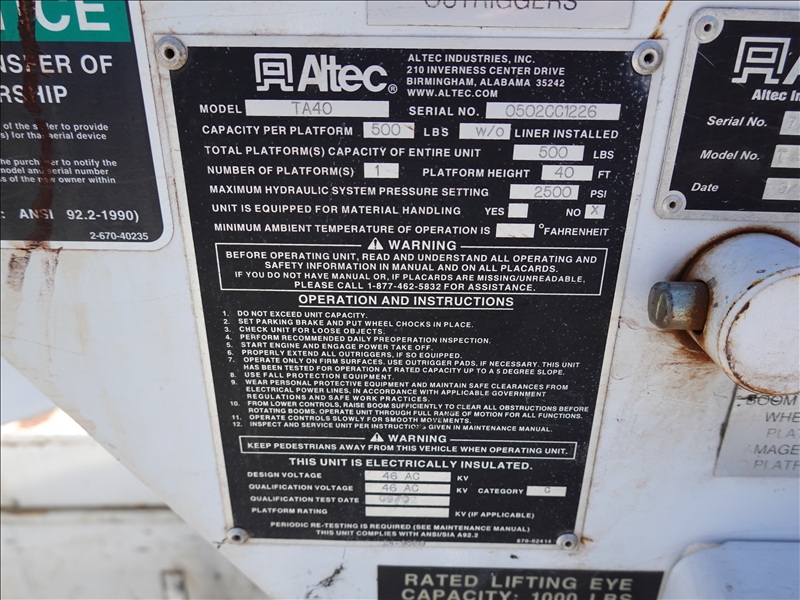 OUTRIGGERS
CE
NSFER OF
RSHIP
of the seller to provide
s) for that aerial device
the purchaser to notify the
model and serial number
s of the new owner within
: ANSI 92.2-1990)
2-670-40235
Altec®
ALTEC INDUSTRIES, INC.
210 INVERNESS CENTER DRIVE
BIRMINGHAM, ALABAMA 35242
WWW.ALTEC.COM
MODEL TA40 SERIAL NO. 0502CC1226
CAPACITY PER PLATFORM 500 LBS W/O LINER INSTALLED
TOTAL PLATFORM(S) CAPACITY OF ENTIRE UNIT 500 LBS
NUMBER OF PLATFORM(S) 1 PLATFORM HEIGHT 40 FT
MAXIMUM HYDRAULIC SYSTEM PRESSURE SETTING 2500 PSI
UNIT IS EQUIPPED FOR MATERIAL HANDLING YES NO X
MINIMUM AMBIENT TEMPERATURE OF OPERATION IS °FAHRENHEIT
WARNING
BEFORE OPERATING UNIT, READ AND UNDERSTAND ALL OPERATING AND
SAFETY INFORMATION IN MANUAL AND ON ALL PLACARDS.
IF YOU DO NOT HAVE MANUAL OR, IF PLACARDS ARE MISSING/UNREADABLE,
PLEASE CALL 1-877-462-5832 FOR ASSISTANCE.
OPERATION AND INSTRUCTIONS
1. DO NOT EXCEED UNIT CAPACITY.
2. SET PARKING BRAKE AND PUT WHEEL CHOCKS IN PLACE.
3. CHECK UNIT FOR LOOSE OBJECTS.
4. PERFORM RECOMMENDED DAILY PREOPERATION INSPECTION.
5. START ENGINE AND ENGAGE POWER TAKE OFF.
6. PROPERLY EXTEND ALL OUTRIGGERS, IF SO EQUIPPED.
7. OPERATE ONLY ON FIRM SURFACES. USE OUTRIGGER PADS, IF NECESSARY. THIS UNIT
HAS BEEN TESTED FOR OPERATION AT RATED CAPACITY UP TO A 5 DEGREE SLOPE.
8. USE FALL PROTECTION EQUIPMENT.
9. WEAR PERSONAL PROTECTIVE EQUIPMENT AND MAINTAIN SAFE CLEARANCES FROM
ELECTRICAL POWER LINES, IN ACCORDANCE WITH APPLICABLE GOVERNMENT
REGULATIONS AND SAFE WORK PRACTICES.
10. FROM LOWER CONTROLS, RAISE BOOM SUFFICIENTLY TO CLEAR ALL OBSTRUCTIONS BEFORE
ROTATING BOOMS. OPERATE UNIT THROUGH FULL RANGE OF MOTION FOR ALL FUNCTIONS.
11. OPERATE CONTROLS SLOWLY FOR SMOOTH MOVEMENTS.
12. INSPECT AND SERVICE UNIT PER INSTRUCTIONS GIVEN IN MAINTENANCE MANUAL.
WARNING
KEEP PEDESTRIANS AWAY FROM THIS VEHICLE WHEN OPERATING UNIT.
THIS UNIT IS ELECTRICALLY INSULATED.
DESIGN VOLTAGE 46 AC KV
QUALIFICATION VOLTAGE 46 AC KV CATEGORY C
QUALIFICATION TEST DATE
PLATFORM RATING KV (IF APPLICABLE)
PERIODIC RE-TESTING IS REQUIRED (SEE MAINTENANCE MANUAL)
THIS UNIT COMPLIES WITH ANSI/SIA A92.2
670-02414
RATED LIFTING EYE
CAPACITY: 1000 LBS
A
Altec In
Serial No.
Model No.
Date
BOOM
WHE
PLA
MAGE
PLATF